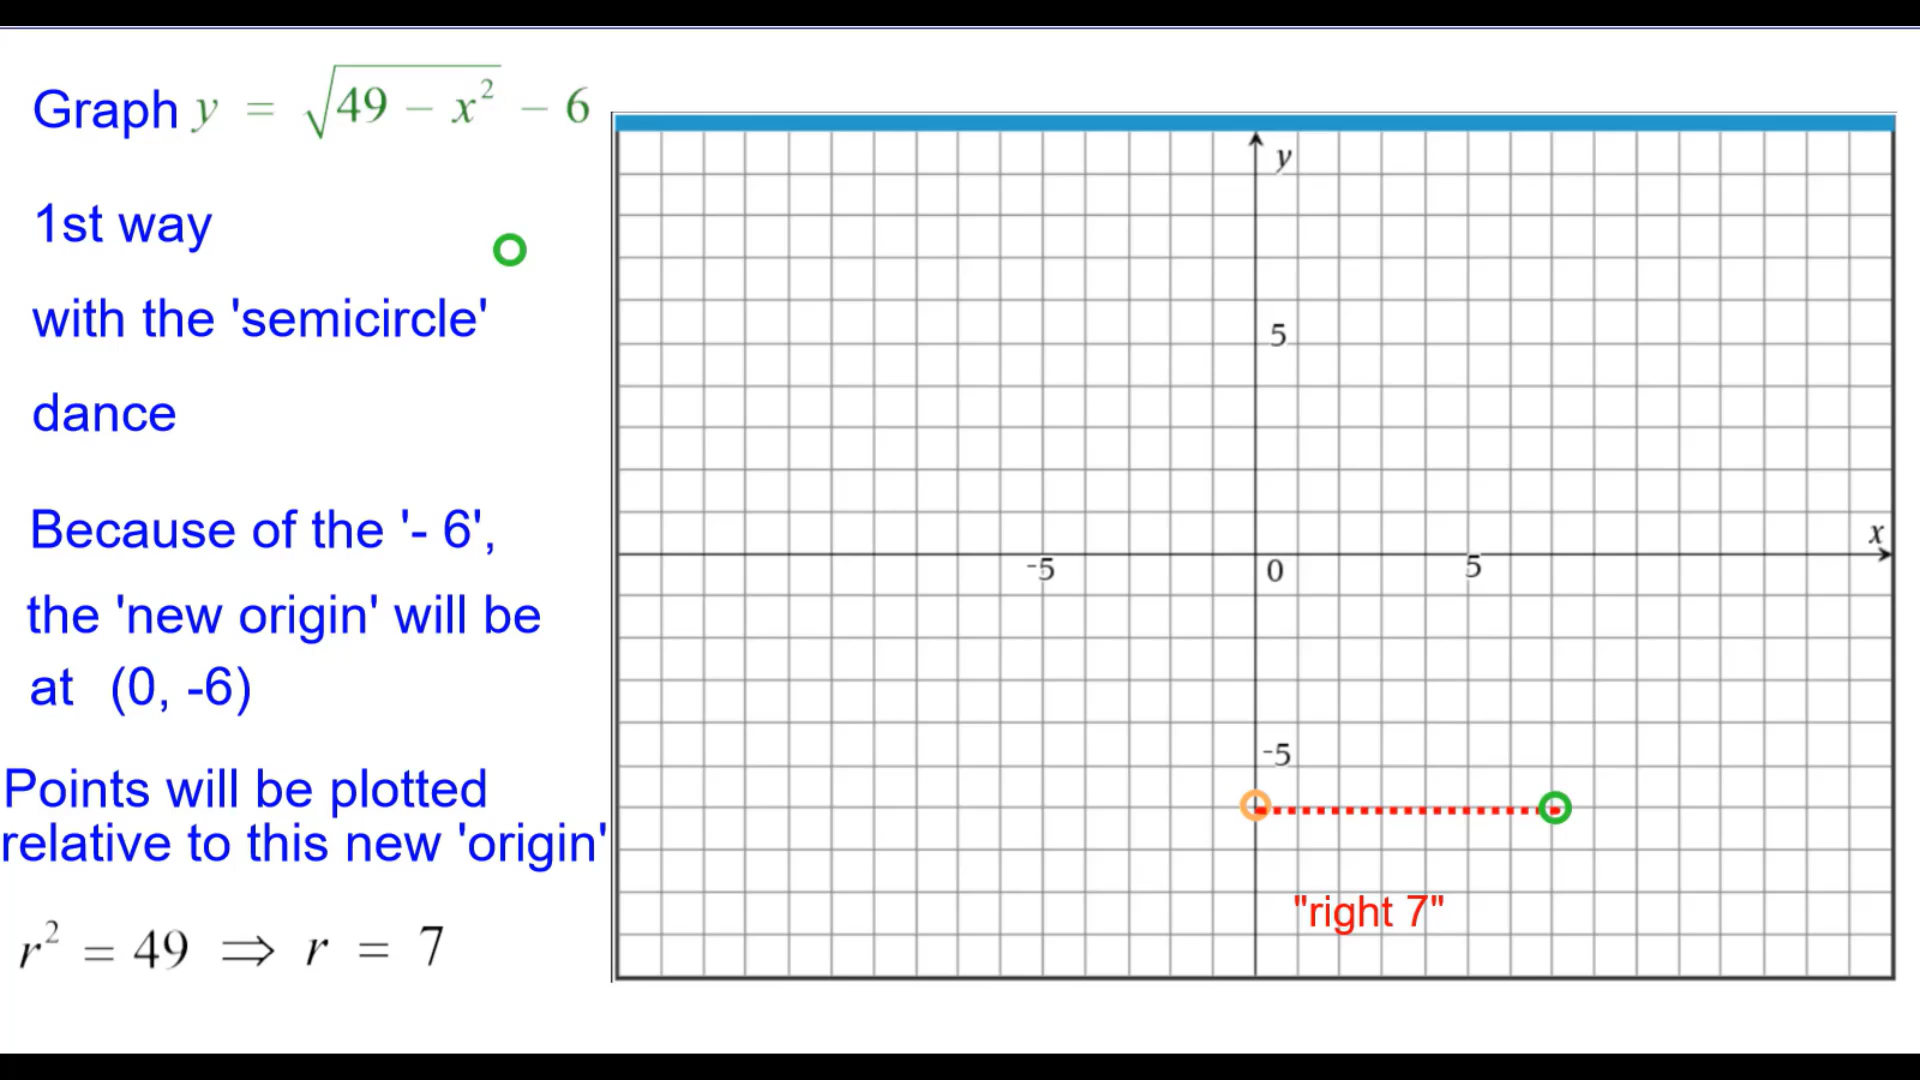 Graph y = √49 − x² − 6
1st way
with the 'semicircle'
dance
Because of the '- 6',
the 'new origin' will be
at (0, -6)
Points will be plotted
relative to this new 'origin'
r² = 49 ⇒ r = 7
y
5
x
-5 0 5
-5
"right 7"